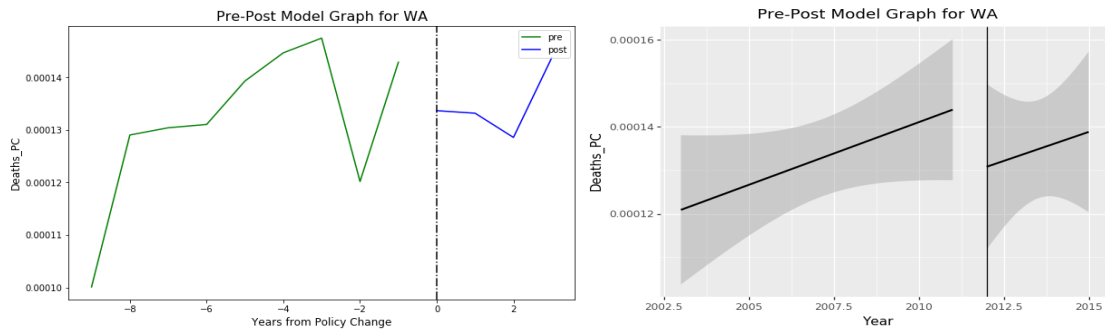 Pre-Post Model Graph for WA
pre
post
0.00014
0.00013
0.00012
0.00011
0.00010
Deaths_PC
−8
−6
−4
−2
0
2
Years from Policy Change
Pre-Post Model Graph for WA
0.00016
0.00014
0.00012
Deaths_PC
2002.5
2005
2007.5
2010
2012.5
2015
Year